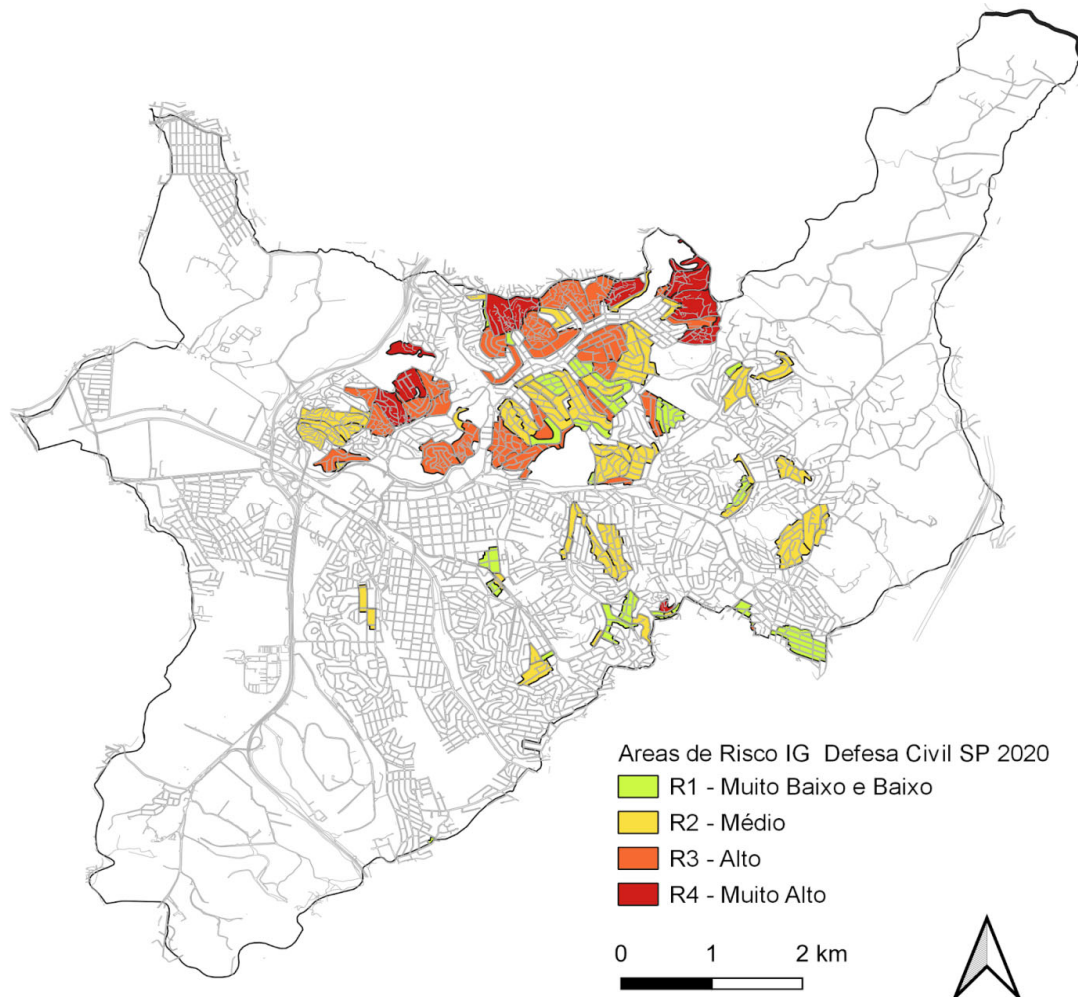 Areas de Risco IG Defesa Civil SP 2020
R1 - Muito Baixo e Baixo
R2 - Médio
R3 - Alto
R4 - Muito Alto
0 1 2 km